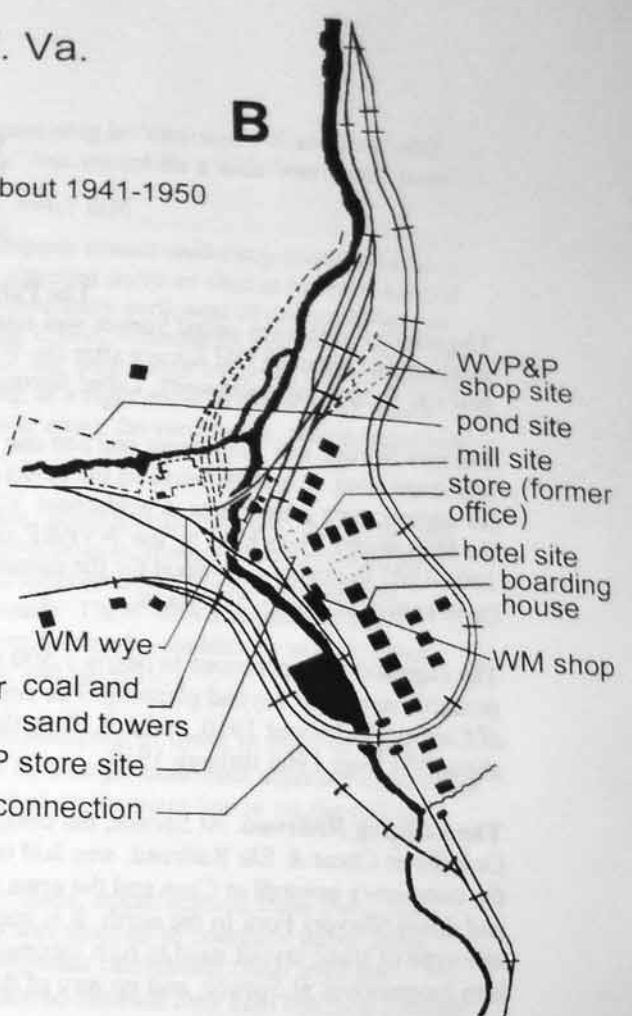 . Va.
B
bout 1941-1950
WVP&P
shop site
pond site
mill site
store (former
office)
hotel site
boarding
house
WM shop
WM wye
r coal and
sand towers
P store site
connection